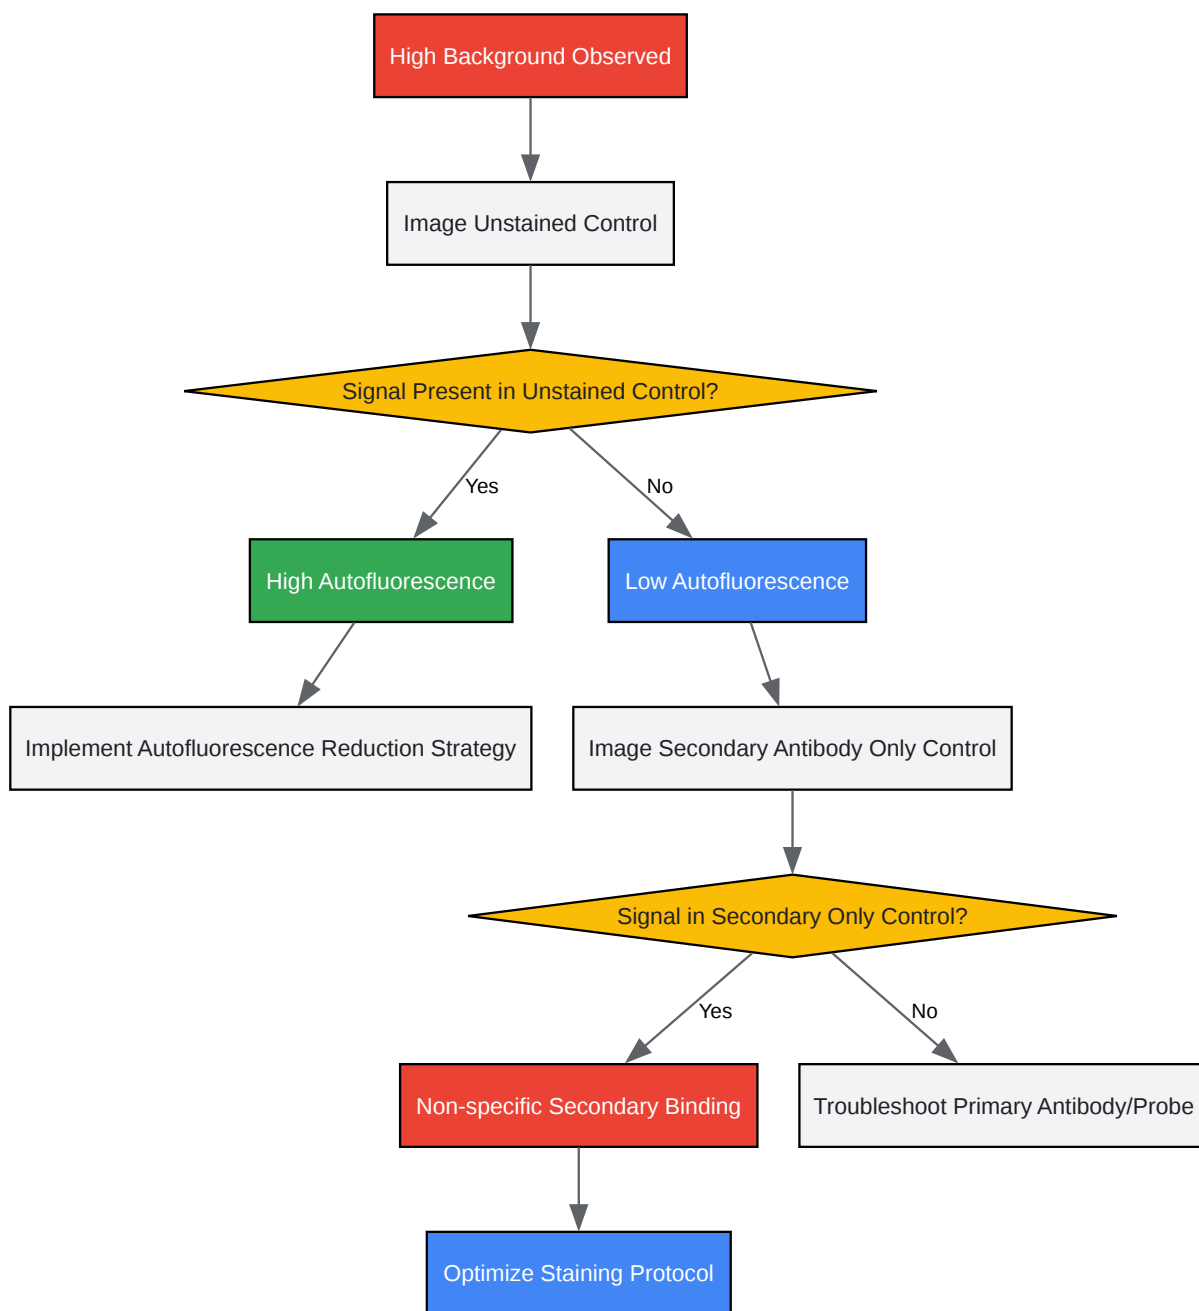 High Background Observed
Image Unstained Control
Signal Present in Unstained Control?
Yes
No
High Autofluorescence
Low Autofluorescence
Implement Autofluorescence Reduction Strategy
Image Secondary Antibody Only Control
Signal in Secondary Only Control?
Yes
No
Non-specific Secondary Binding
Troubleshoot Primary Antibody/Probe
Optimize Staining Protocol